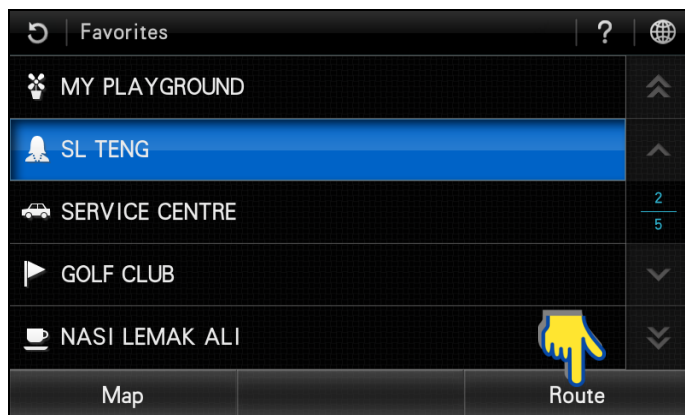 Favorites ?
MY PLAYGROUND
SL TENG
SERVICE CENTRE
2
5
GOLF CLUB
NASI LEMAK ALI
Map Route